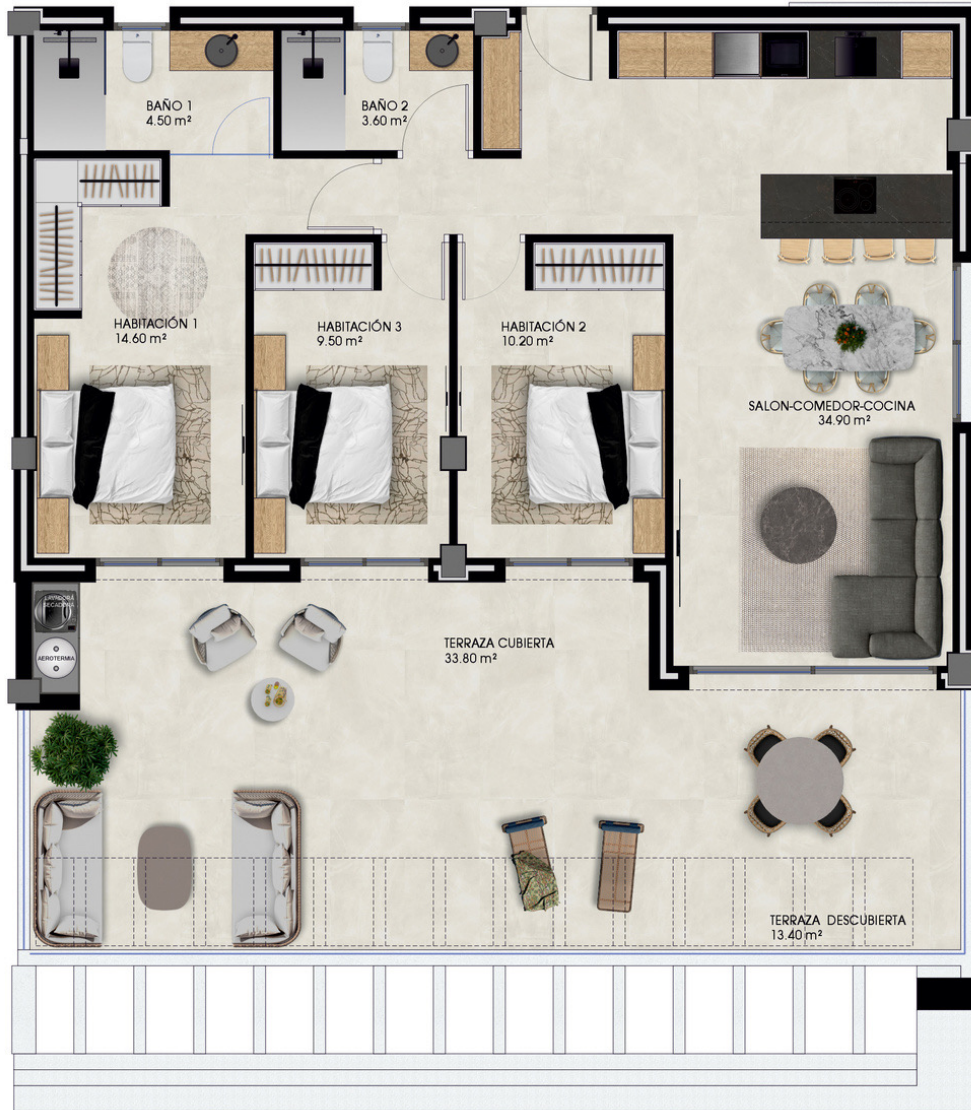 BAÑO 1
4.50 m²
BAÑO 2
3.60 m²
HABITACIÓN 1
14.60 m²
HABITACIÓN 3
9.50 m²
HABITACIÓN 2
10.20 m²
SALON-COMEDOR-COCINA
34.90 m²
LAVADORA
SECADORA
AEROTERMIA
TERRAZA CUBIERTA
33.80 m²
TERRAZA DESCUBIERTA
13.40 m²